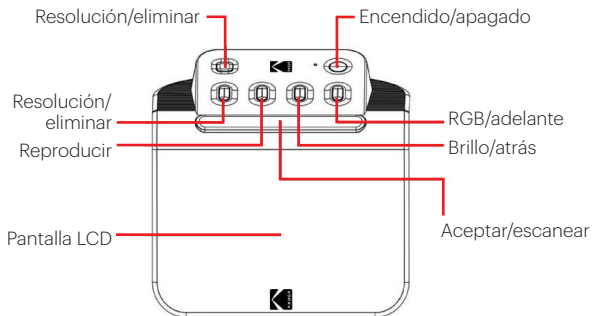 Resolución/eliminar
Encendido/apagado
Resolución/
eliminar
Reproducir
RGB/adelante
Brillo/atrás
Aceptar/escanear
Pantalla LCD